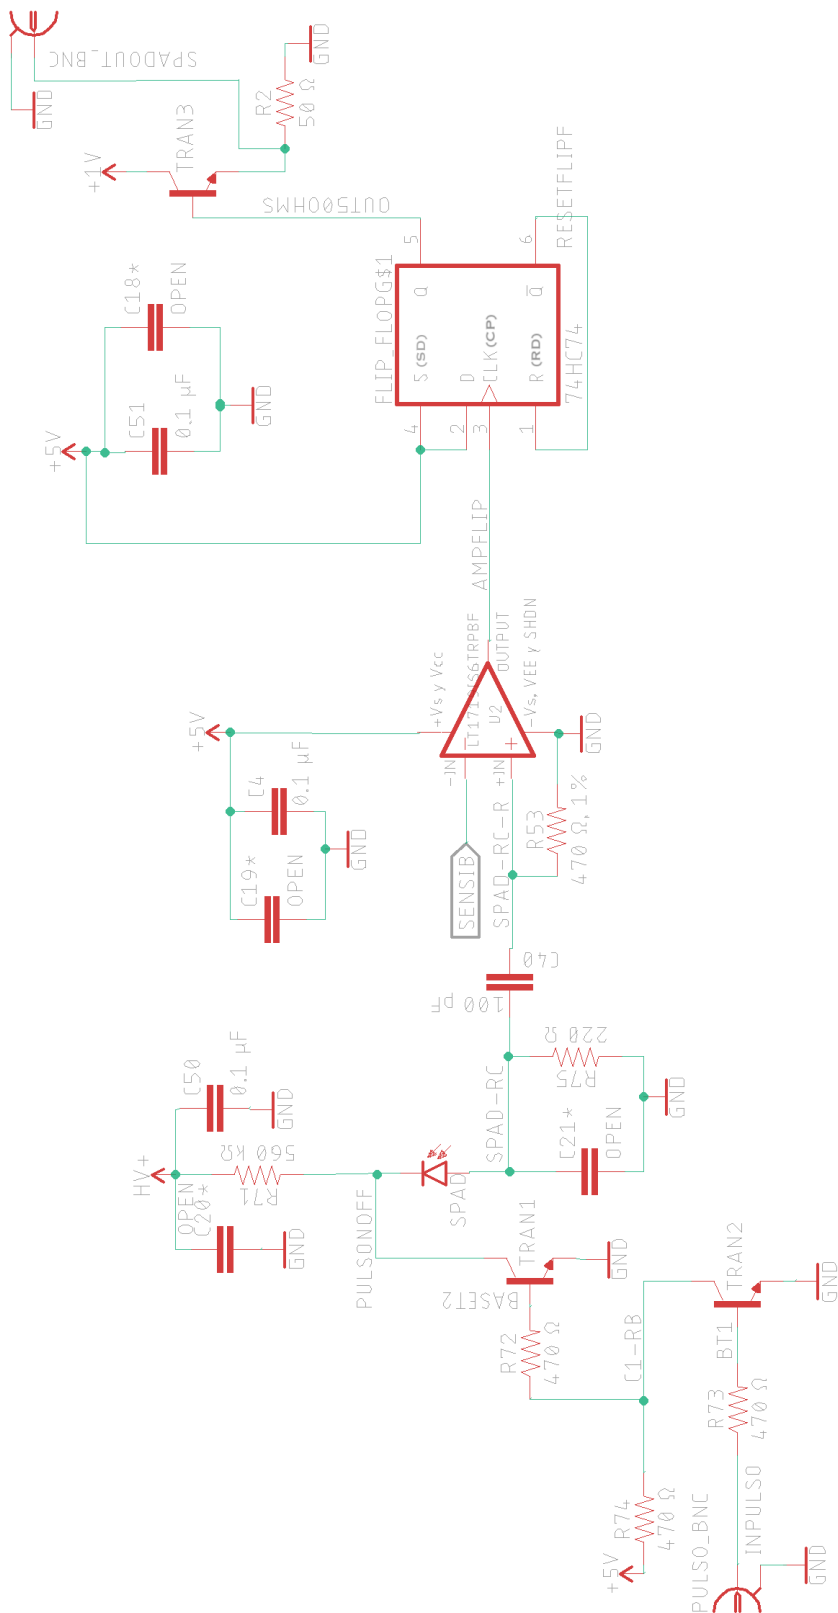 PULSO_BNC
INPULSO
GND
+5V
R74
470 Ω
R73
470 Ω
BT1
TRAN2
GND
C1-RB
R72
470 Ω
BASET2
TRAN1
GND
PULSONOFF
HV+
OPEN
C20*
GND
R71
560 kΩ
C50
0.1 µF
GND
SPAD
SPAD-RC
C21*
OPEN
R75
220 Ω
GND
100 pF
C40
SENSIB
SPAD-RC-R
R53
470 Ω, 1%
GND
C19*
OPEN
C4
0.1 µF
GND
+5V
+Vs y Vcc
-IN
+IN
U2
OUTPUT
-Vs, VEE y SHDN
AMPFLIP
+5V
C51
0.1 µF
C18*
OPEN
GND
FLIP_FLOPG$1
4
S (SD)
Q
5
2
D
3
CLK(CP)
1
R (RD)
Q
6
74HC74
RESETFLIPF
OUT50OHMS
+1V
TRAN3
R2
50 Ω
GND
SPADOUT_BNC
GND